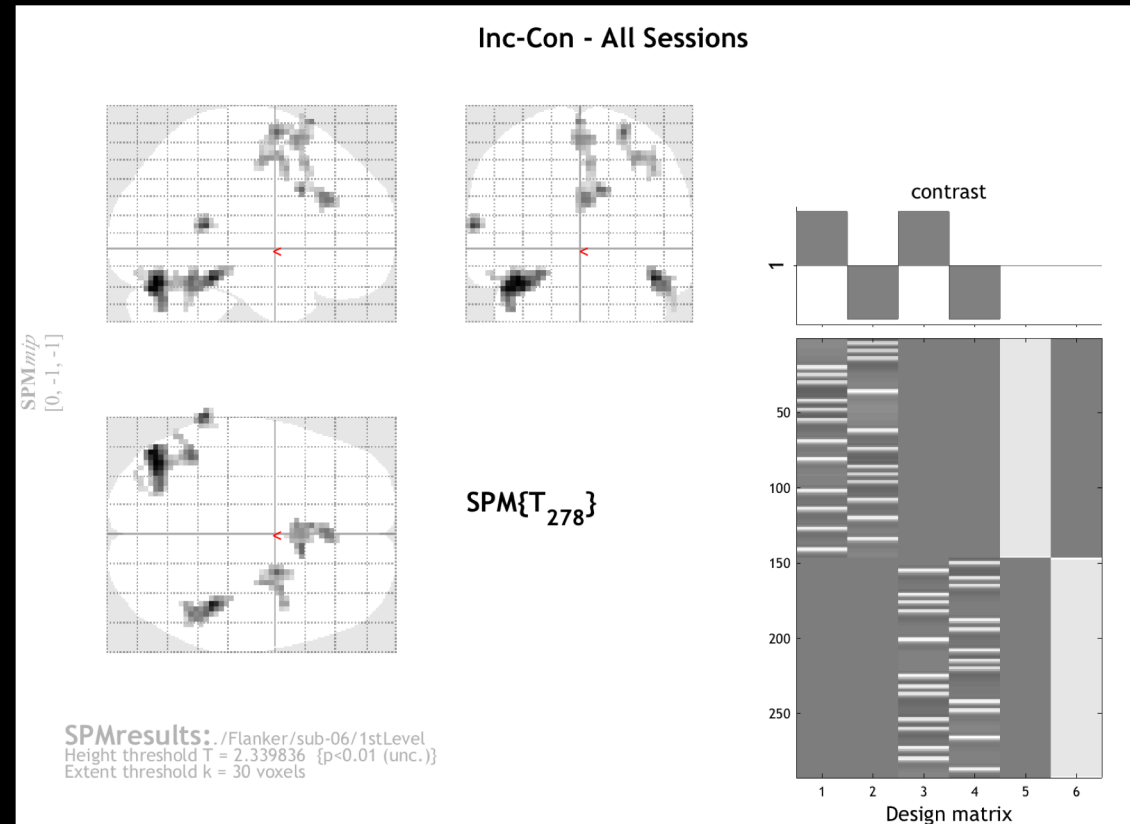 Inc-Con - All Sessions
SPMmip
[0, -1, -1]
<
<
<
SPM{T278}
contrast
1
50
100
150
200
250
1 2 3 4 5 6
Design matrix
SPMresults: ./Flanker/sub-06/1stLevel
Height threshold T = 2.339836 {p<0.01 (unc.)}
Extent threshold k = 30 voxels